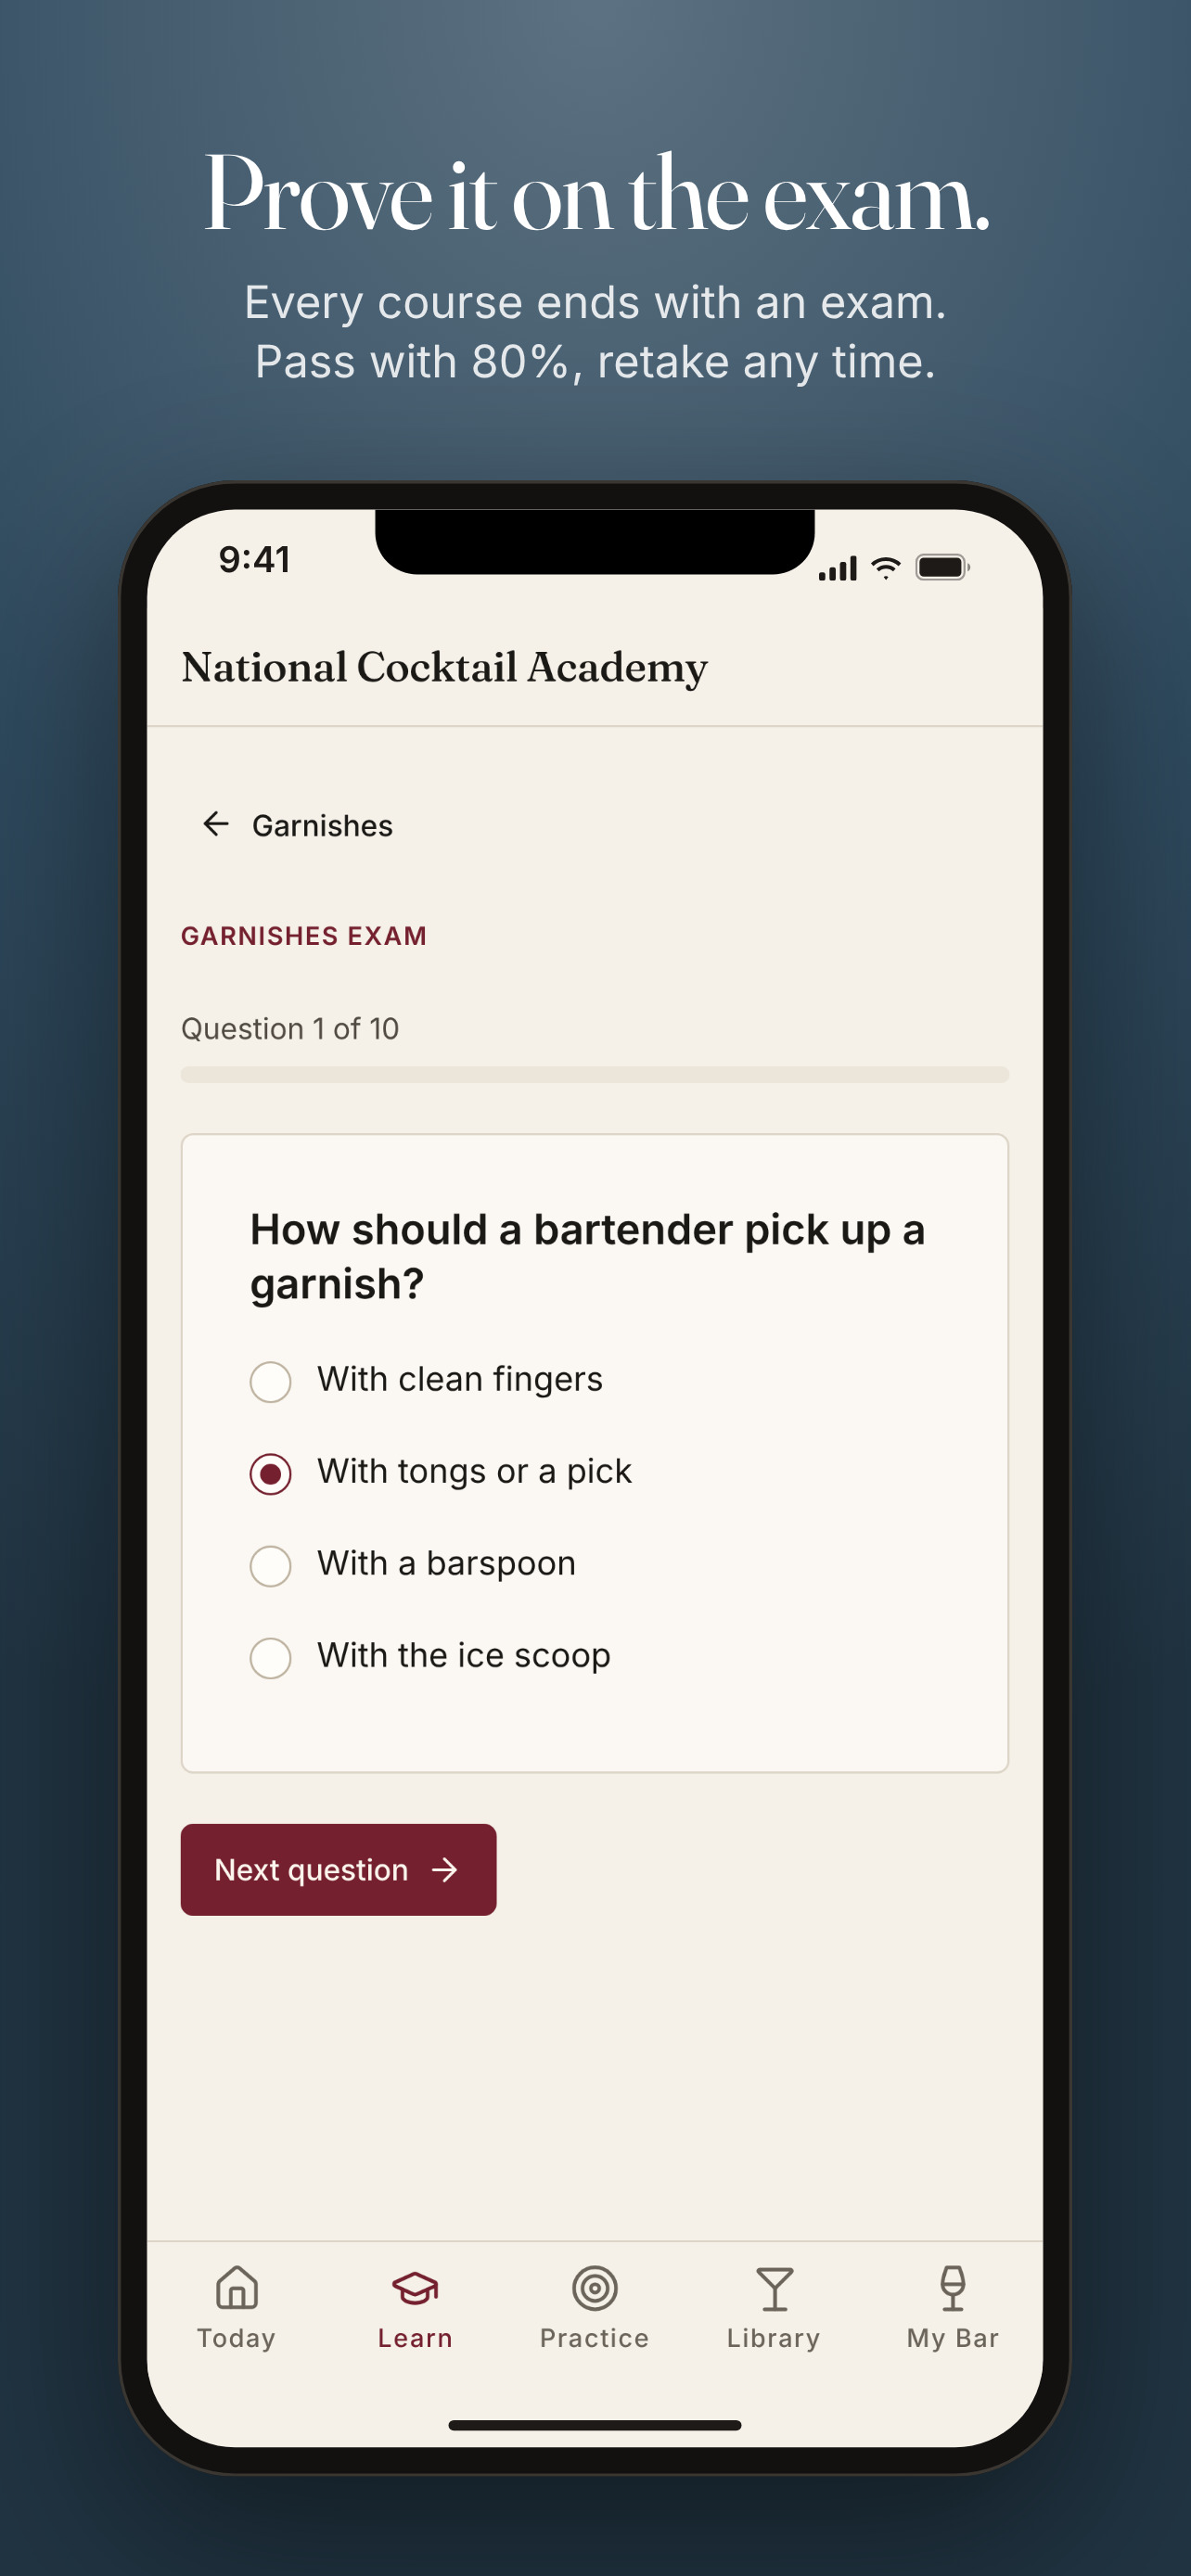 Prove it on the exam.
Every course ends with an exam.
Pass with 80%, retake any time.
9:41
National Cocktail Academy
Garnishes
GARNISHES EXAM
Question 1 of 10
How should a bartender pick up a
garnish?
With clean fingers
With tongs or a pick
With a barspoon
With the ice scoop
Next question
Today Learn Practice Library My Bar